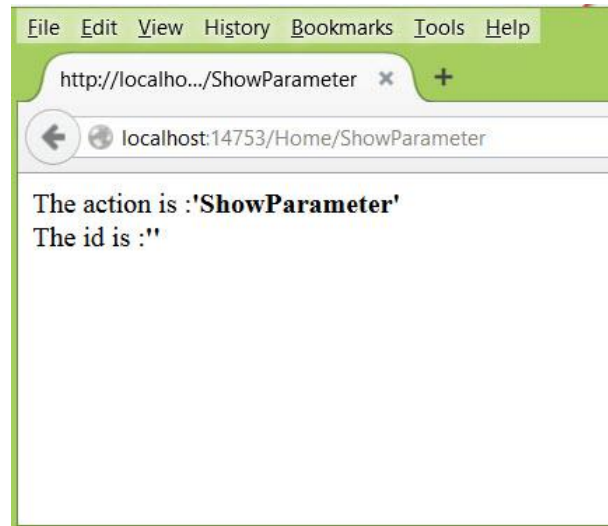 File Edit View History Bookmarks Tools Help
http://localho.../ShowParameter × +
localhost:14753/Home/ShowParameter
The action is :'ShowParameter'
The id is :''